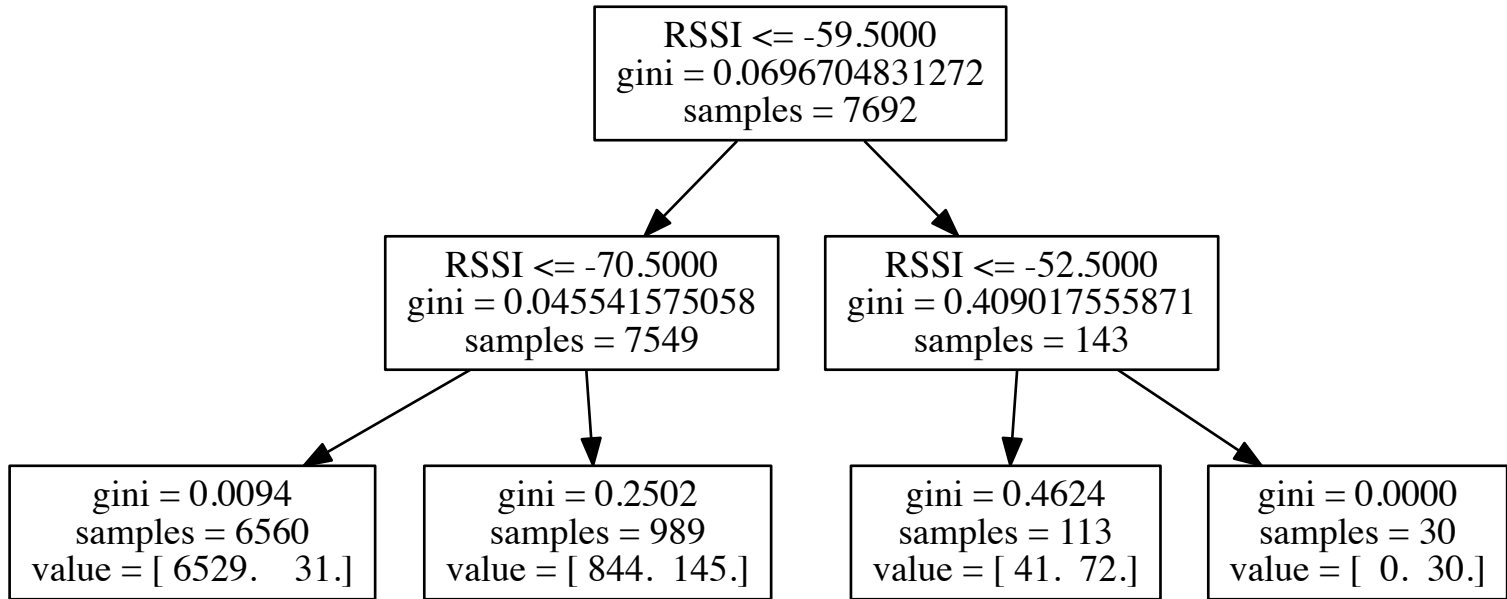 RSSI <= -59.5000
gini = 0.0696704831272
samples = 7692
RSSI <= -70.5000
gini = 0.045541575058
samples = 7549
RSSI <= -52.5000
gini = 0.409017555871
samples = 143
gini = 0.0094
samples = 6560
value = [ 6529.    31.]
gini = 0.2502
samples = 989
value = [ 844.  145.]
gini = 0.4624
samples = 113
value = [ 41.  72.]
gini = 0.0000
samples = 30
value = [  0.  30.]